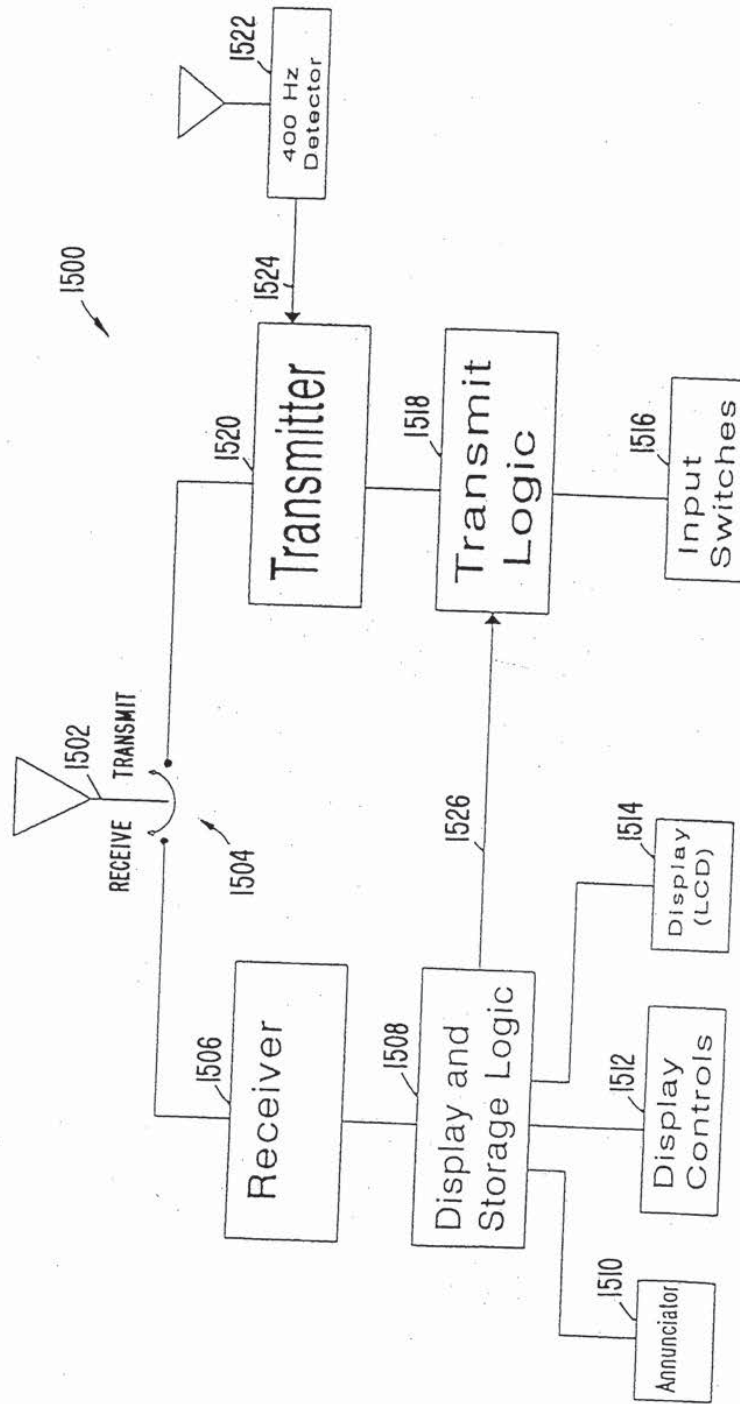 1500
1502
RECEIVE
TRANSMIT
1504
1506
Receiver
1520
Transmitter
1524
1522
400 Hz
Detector
1508
Display and
Storage Logic
1526
1518
Transmit
Logic
1510
Annunciator
1512
Display
Controls
1514
Display
(LCD)
1516
Input
Switches